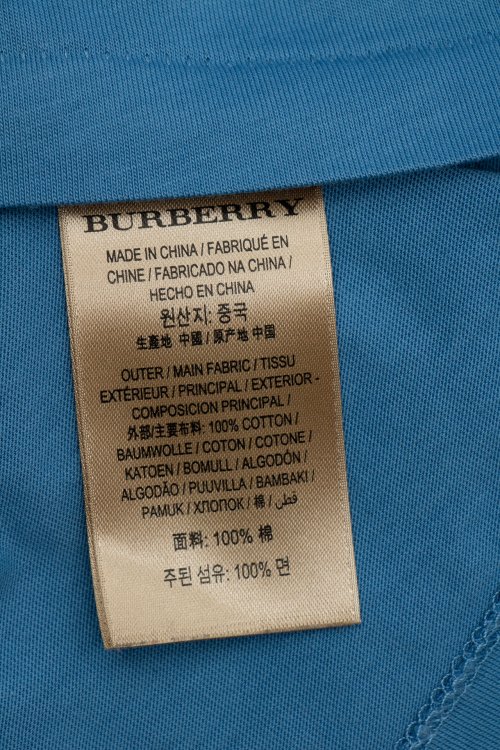 BURBERRY
MADE IN CHINA / FABRIQUÉ EN
CHINE / FABRICADO NA CHINA /
HECHO EN CHINA
원산지: 중국
生產地 中國 / 原产地 中国
OUTER / MAIN FABRIC / TISSU
EXTÉRIEUR / PRINCIPAL / EXTERIOR -
COMPOSICION PRINCIPAL /
外部/主要布料: 100% COTTON /
BAUMWOLLE / COTON / COTONE /
KATOEN / BOMULL / ALGODÓN /
ALGODÃO / PUUVILLA / BAMBAKI /
PAMUK / ХЛОПОК / 棉 / قطن /
面料: 100% 棉
주된 섬유: 100% 면